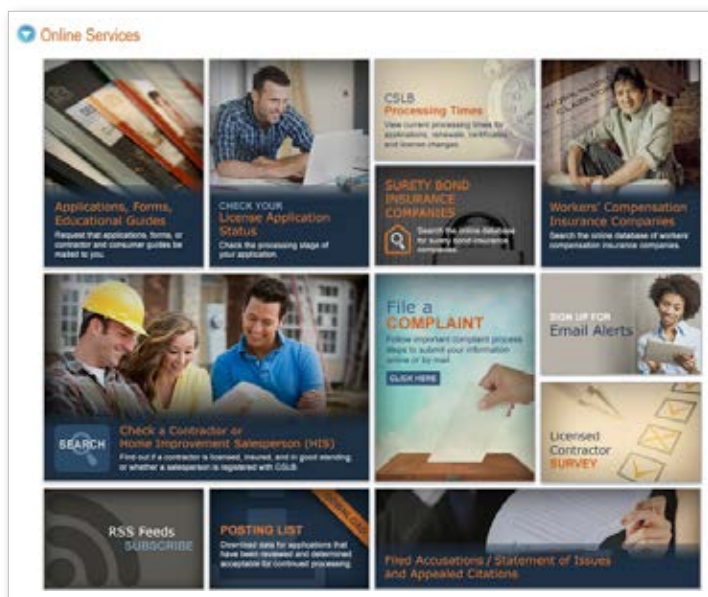 Online Services
Applications, Forms,
Educational Guides
Request that applications, forms, or
contractor and consumer guides be
mailed to you.
CHECK YOUR
License Application
Status
Check the processing stage of
your application.
CSLB
Processing Times
View current processing times for
applications, renewals, certificates,
and license changes.
SURETY BOND
INSURANCE
COMPANIES
Search the online database
for surety bond insurance
companies.
Workers' Compensation
Insurance Companies
Search the online database of workers'
compensation insurance companies.
SEARCH
Check a Contractor or
Home Improvement Salesperson (HIS)
Find out if a contractor is licensed, insured, and in good standing,
or whether a salesperson is registered with CSLB.
File a
COMPLAINT
Follow important complaint process
steps to submit your information
online or by mail.
CLICK HERE
SIGN UP FOR
Email Alerts
Licensed
Contractor
SURVEY
RSS Feeds
SUBSCRIBE
POSTING LIST
Download data for applications that
have been reviewed and determined
acceptable for continued processing.
DOWNLOAD
Filed Accusations / Statement of Issues
and Appealed Citations